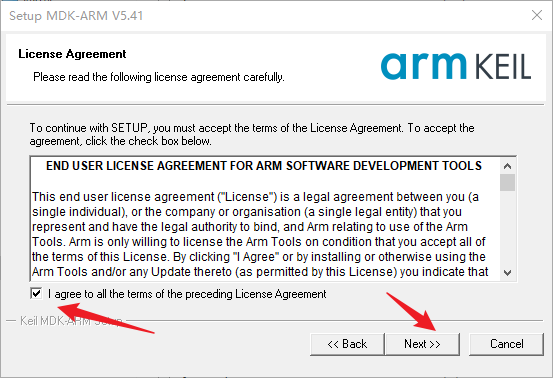 Setup MDK-ARM V5.41
License Agreement
Please read the following license agreement carefully.
arm KEIL
To continue with SETUP, you must accept the terms of the License Agreement. To accept the
agreement, click the check box below.
END USER LICENSE AGREEMENT FOR ARM SOFTWARE DEVELOPMENT TOOLS
This end user license agreement ("License") is a legal agreement between you (a
single individual), or the company or organisation (a single legal entity) that you
represent and have the legal authority to bind, and Arm relating to use of the Arm
Tools. Arm is only willing to license the Arm Tools on condition that you accept all of
the terms of this License. By clicking "I Agree" or by installing or otherwise using the
Arm Tools and/or any Update thereto (as permitted by this License) you indicate that
I agree to all the terms of the preceding License Agreement
Keil MDK-ARM Setup
<< Back
Next >>
Cancel